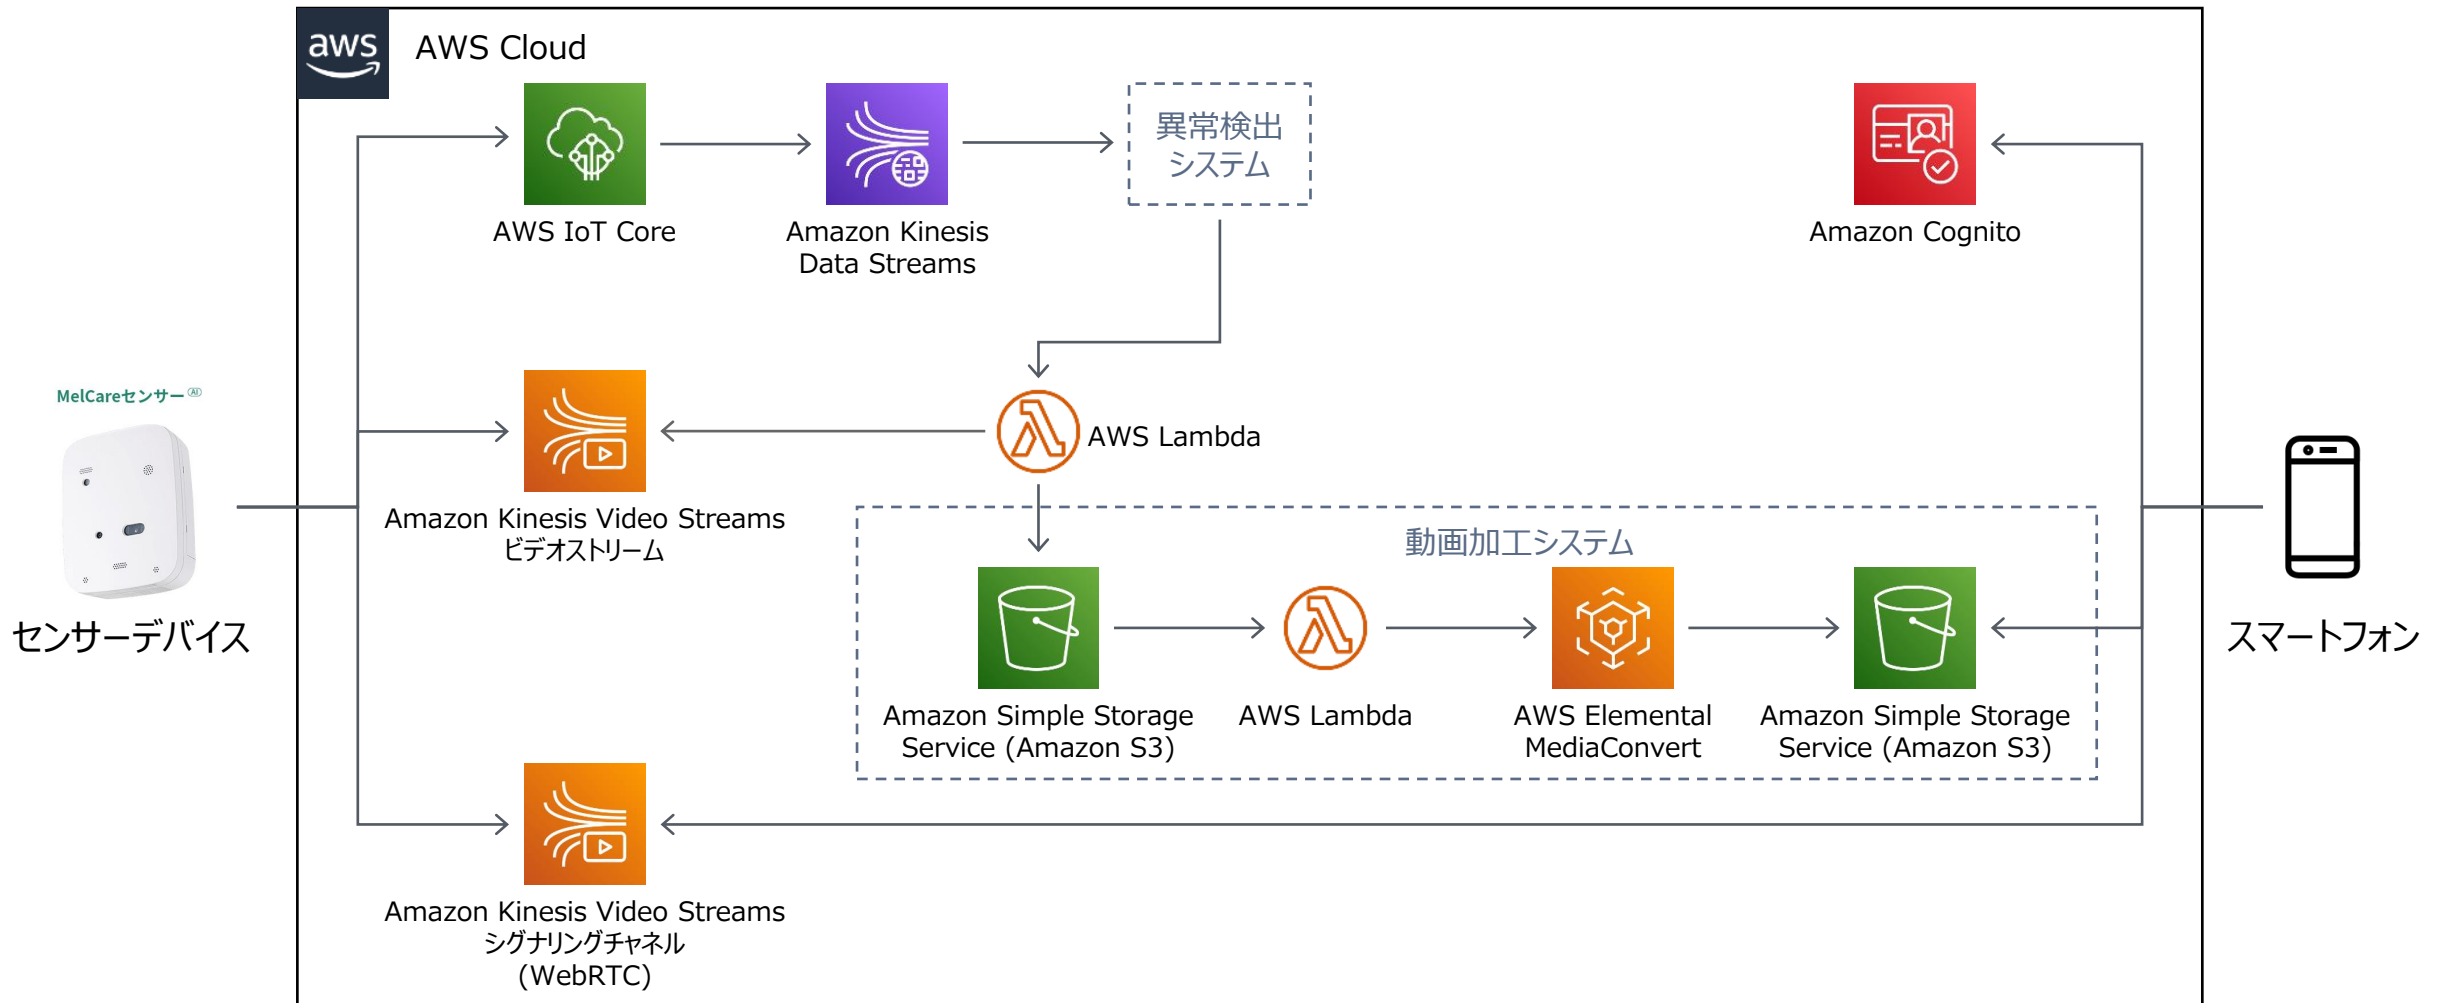 aws
AWS Cloud
AWS IoT Core
Amazon Kinesis
Data Streams
異常検出
システム
Amazon Cognito
MelCareセンサー AI
センサーデバイス
Amazon Kinesis Video Streams
ビデオストリーム
AWS Lambda
動画加工システム
Amazon Simple Storage
Service (Amazon S3)
AWS Lambda
AWS Elemental
MediaConvert
Amazon Simple Storage
Service (Amazon S3)
スマートフォン
Amazon Kinesis Video Streams
シグナリングチャネル
(WebRTC)